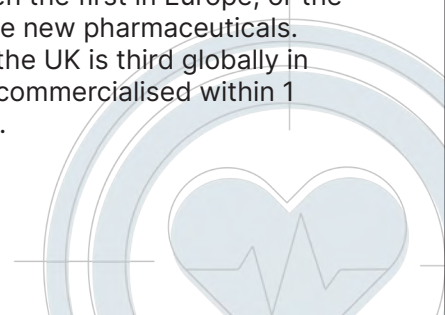 the first in Europe, or the
e new pharmaceuticals.
the UK is third globally in
commercialised within 1
.